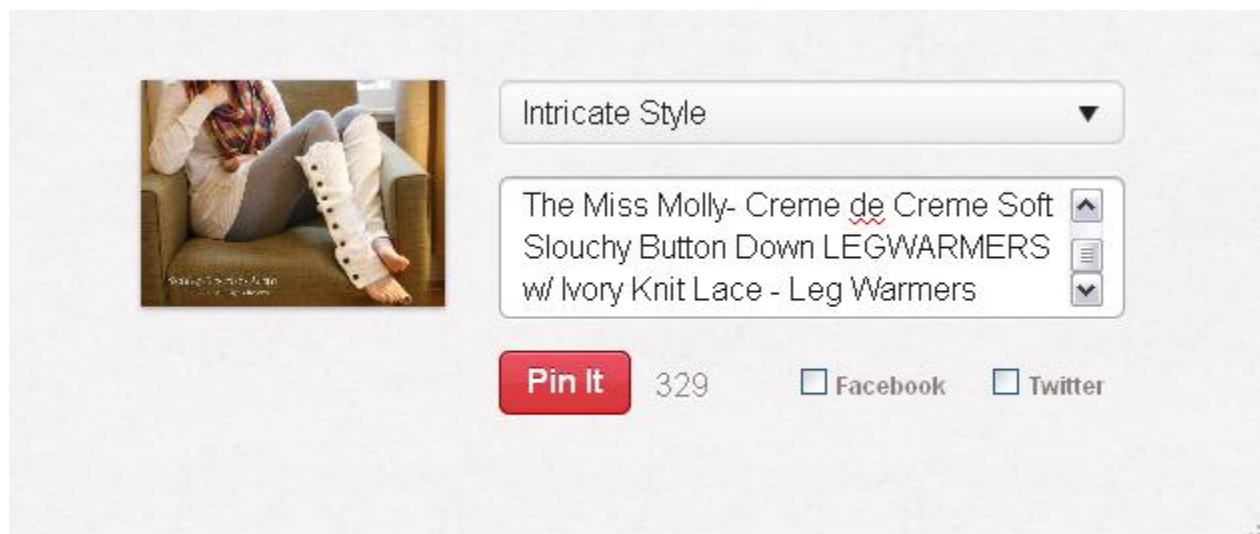 Intricate Style
The Miss Molly- Creme de Creme Soft
Slouchy Button Down LEGWARMERS
w/ Ivory Knit Lace - Leg Warmers
Pin It
329
Facebook
Twitter